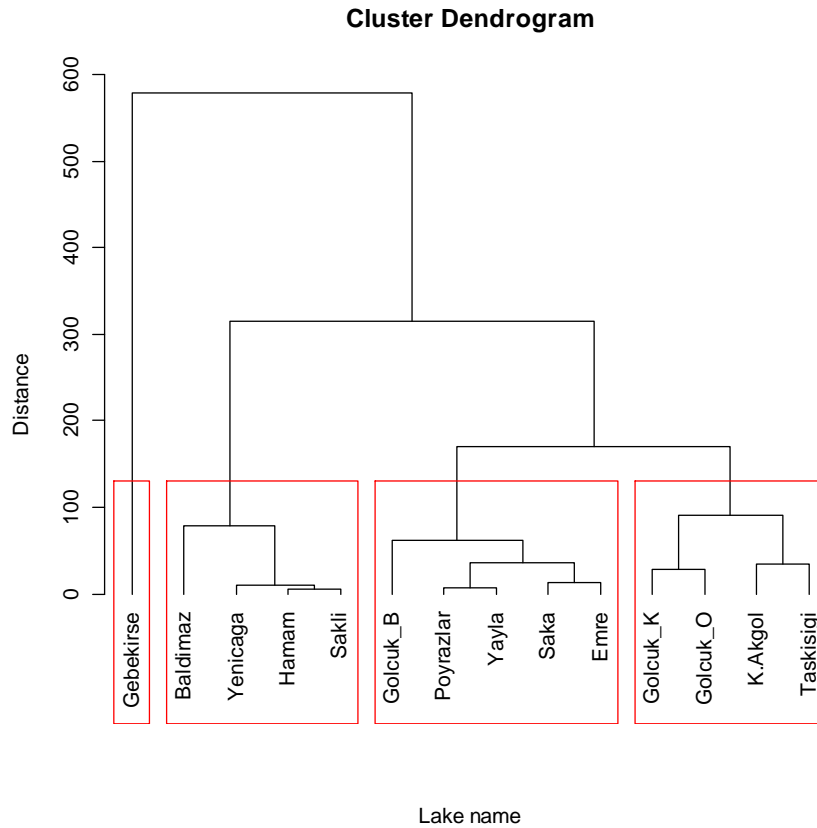 Cluster Dendrogram
600
500
400
300
200
100
0
Distance
Gebekirse
Baldimaz
Yenicaga
Hamam
Sakli
Golcuk_B
Poyrazlar
Yayla
Saka
Emre
Golcuk_K
Golcuk_O
K.Akgol
Taskisigi
Lake name